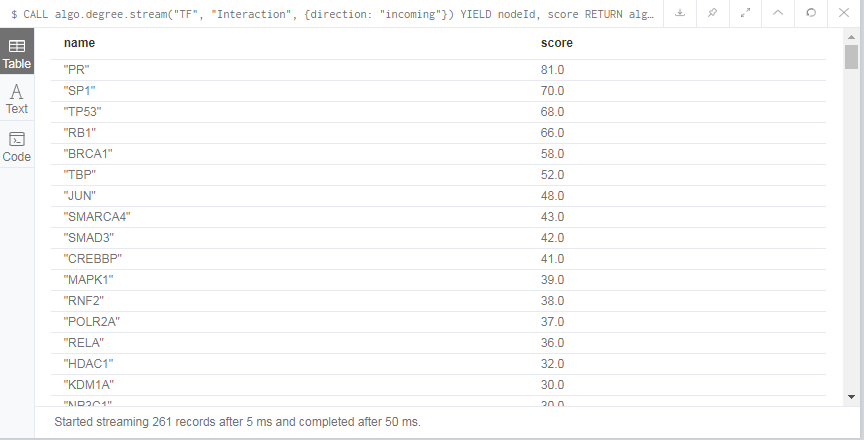 $ CALL algo.degree.stream("TF", "Interaction", {direction: "incoming"}) YIELD nodeId, score RETURN alg…
Table
Text
Code
name score
"PR" 81.0
"SP1" 70.0
"TP53" 68.0
"RB1" 66.0
"BRCA1" 58.0
"TBP" 52.0
"JUN" 48.0
"SMARCA4" 43.0
"SMAD3" 42.0
"CREBBP" 41.0
"MAPK1" 39.0
"RNF2" 38.0
"POLR2A" 37.0
"RELA" 36.0
"HDAC1" 32.0
"KDM1A" 30.0
"NR3C1" 30.0
Started streaming 261 records after 5 ms and completed after 50 ms.